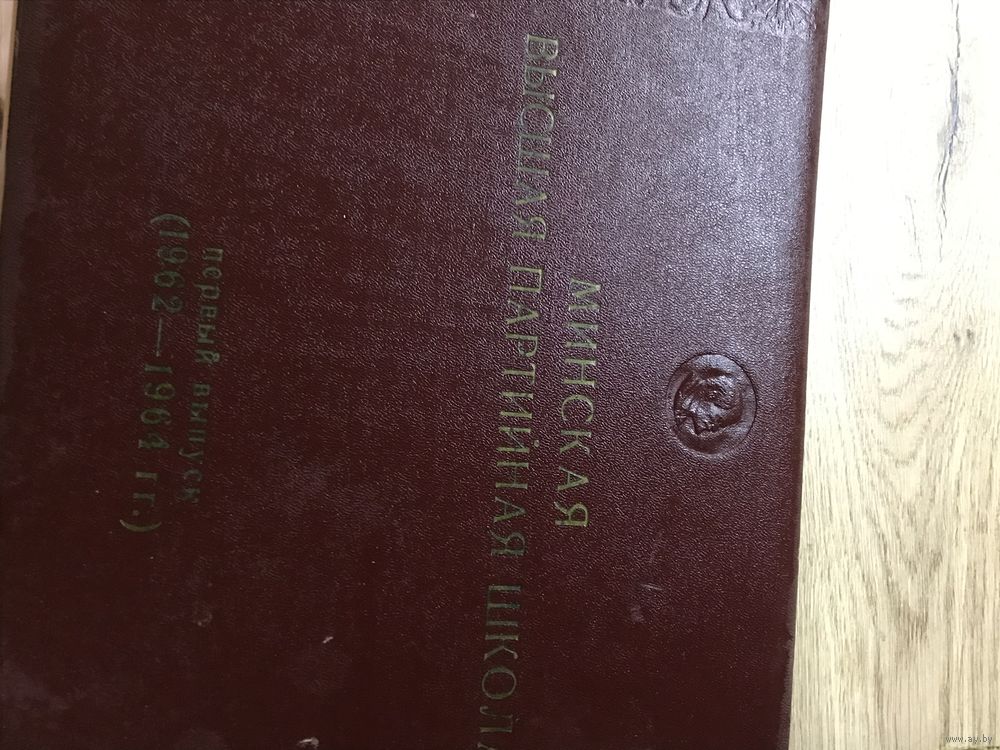 МИНСКАЯ
ВЫСШАЯ ПАРТИЙНАЯ ШКОЛА
первый выпуск
(1962—1964 гг.)
www.ay.by